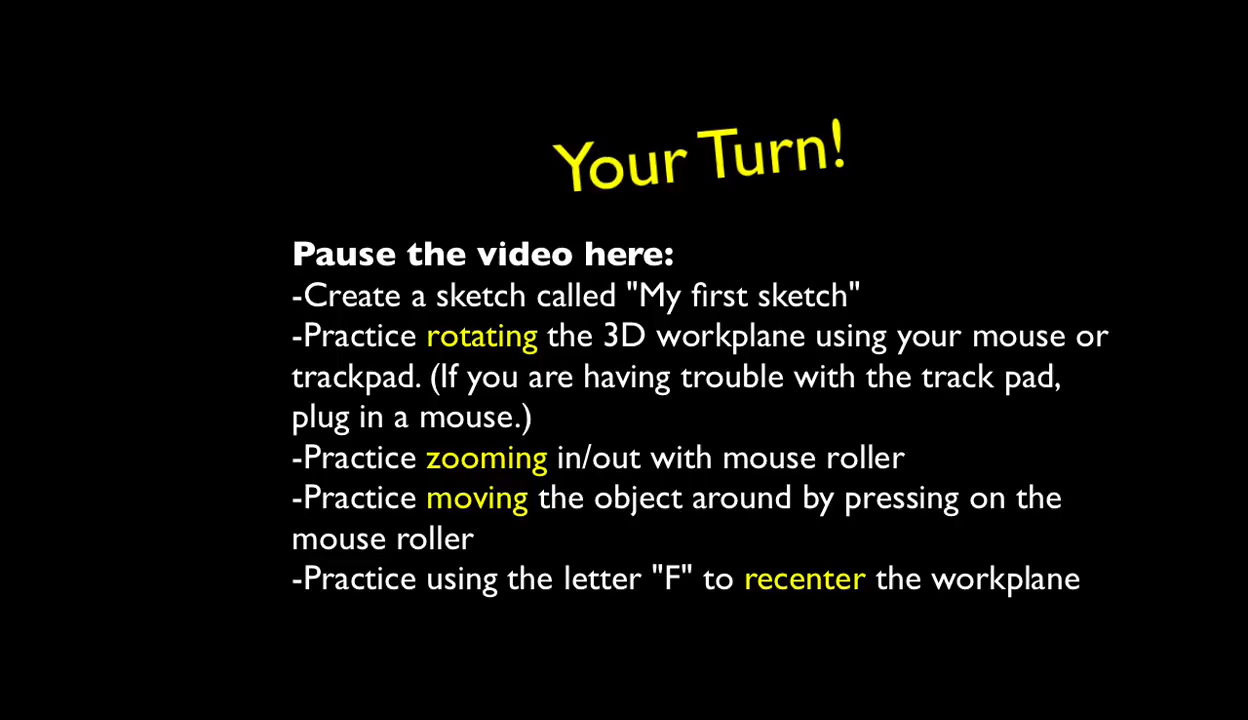 Your Turn!
Pause the video here:
-Create a sketch called "My first sketch"
-Practice rotating the 3D workplane using your mouse or
trackpad. (If you are having trouble with the track pad,
plug in a mouse.)
-Practice zooming in/out with mouse roller
-Practice moving the object around by pressing on the
mouse roller
-Practice using the letter "F" to recenter the workplane